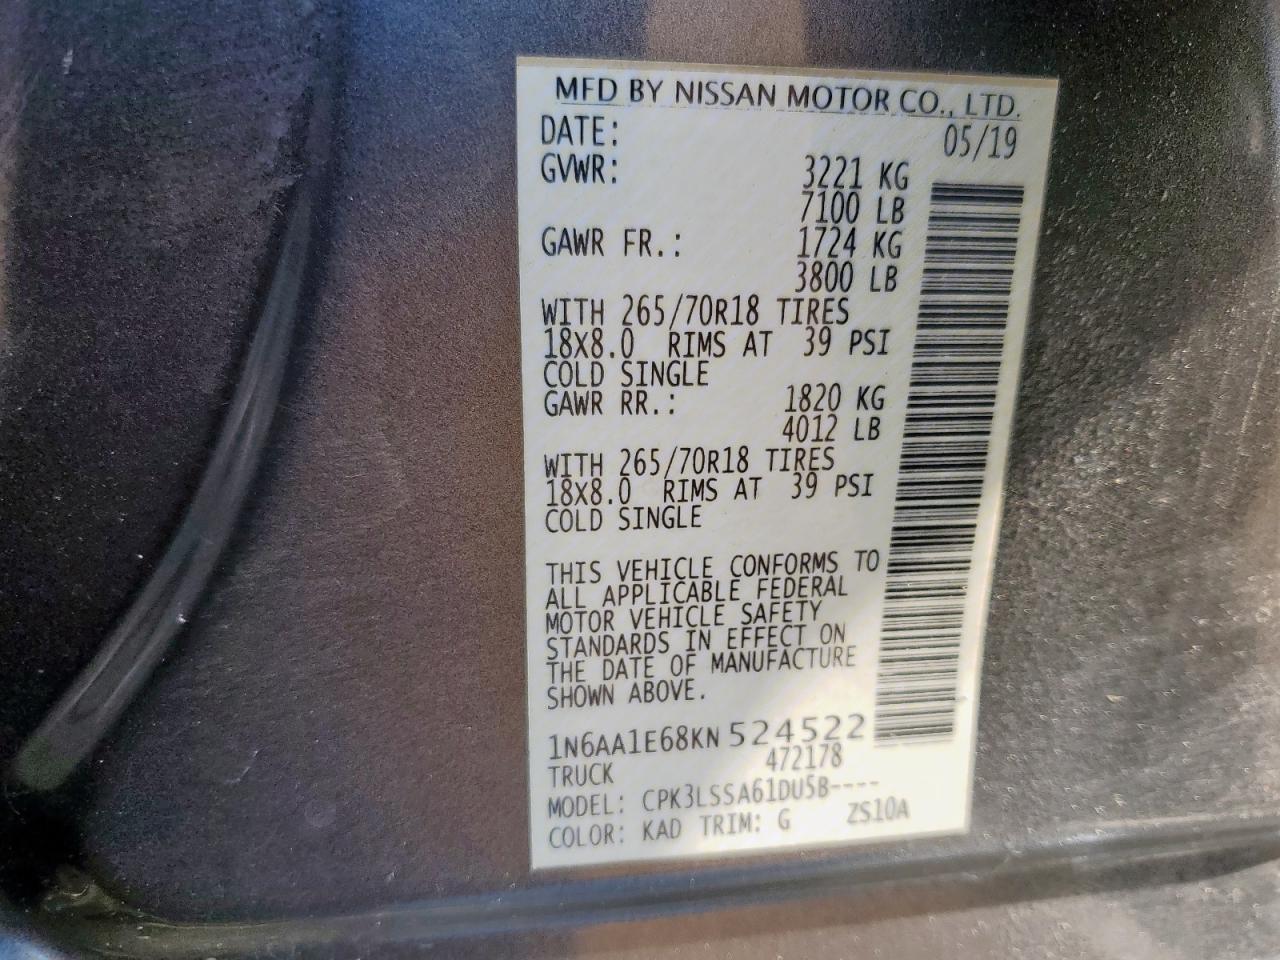 MFD BY NISSAN MOTOR CO., LTD.
DATE: 05/19
GVWR: 3221 KG
7100 LB
GAWR FR.: 1724 KG
3800 LB
WITH 265/70R18 TIRES
18X8.0 RIMS AT 39 PSI
COLD SINGLE
GAWR RR.: 1820 KG
4012 LB
WITH 265/70R18 TIRES
18X8.0 RIMS AT 39 PSI
COLD SINGLE
THIS VEHICLE CONFORMS TO
ALL APPLICABLE FEDERAL
MOTOR VEHICLE SAFETY
STANDARDS IN EFFECT ON
THE DATE OF MANUFACTURE
SHOWN ABOVE.
1N6AA1E68KN524522
TRUCK 472178
MODEL: CPK3LSSA61DU5B----
COLOR: KAD TRIM: G ZS10A